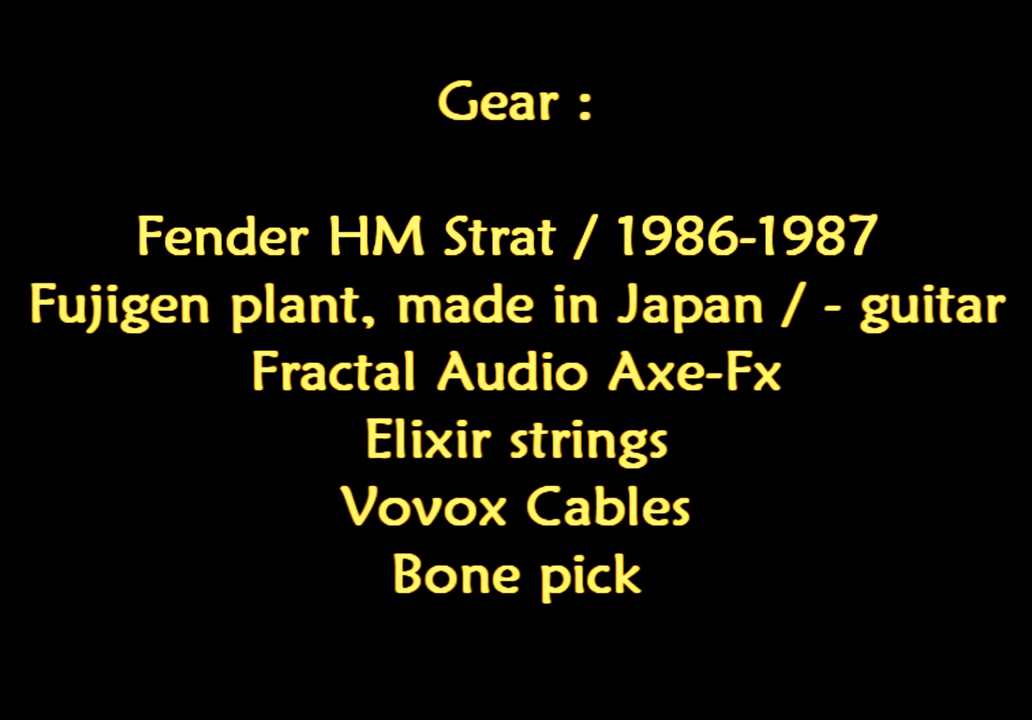 Gear :
Fender HM Strat / 1986-1987
Fujigen plant, made in Japan / - guitar
Fractal Audio Axe-Fx
Elixir strings
Vovox Cables
Bone pick